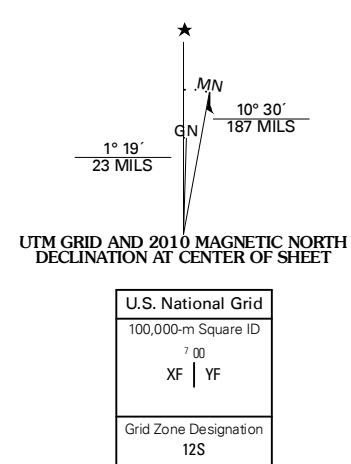 ★
MN
GN
10° 30´
187 MILS
1° 19´
23 MILS
UTM GRID AND 2010 MAGNETIC NORTH
DECLINATION AT CENTER OF SHEET
U.S. National Grid
100,000-m Square ID
7 00
XF YF
Grid Zone Designation
12S